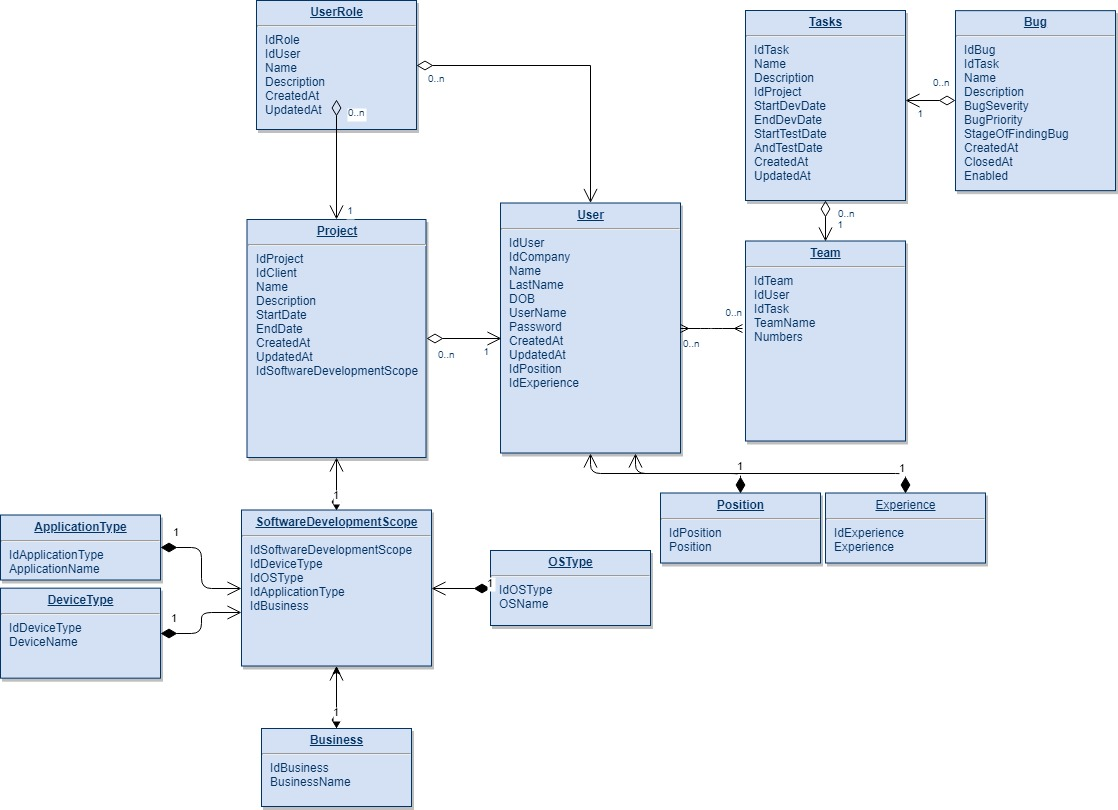 UserRole
IdRole
IdUser
Name
Description
CreatedAt
UpdatedAt
0..n
0..n
1
Tasks
IdTask
Name
Description
IdProject
StartDevDate
EndDevDate
StartTestDate
AndTestDate
CreatedAt
UpdatedAt
0..n
1
Bug
IdBug
IdTask
Name
Description
BugSeverity
BugPriority
StageOfFindingBug
CreatedAt
ClosedAt
Enabled
0..n
1
Project
IdProject
IdClient
Name
Description
StartDate
EndDate
CreatedAt
UpdatedAt
IdSoftwareDevelopmentScope
0..n
1
User
IdUser
IdCompany
Name
LastName
DOB
UserName
Password
CreatedAt
UpdatedAt
IdPosition
IdExperience
0..n
0..n
Team
IdTeam
IdUser
IdTask
TeamName
Numbers
1
1
1
Position
IdPosition
Position
Experience
IdExperience
Experience
ApplicationType
IdApplicationType
ApplicationName
1
DeviceType
IdDeviceType
DeviceName
1
SoftwareDevelopmentScope
IdSoftwareDevelopmentScope
IdDeviceType
IdOSType
IdApplicationType
IdBusiness
1
OSType
IdOSType
OSName
1
Business
IdBusiness
BusinessName